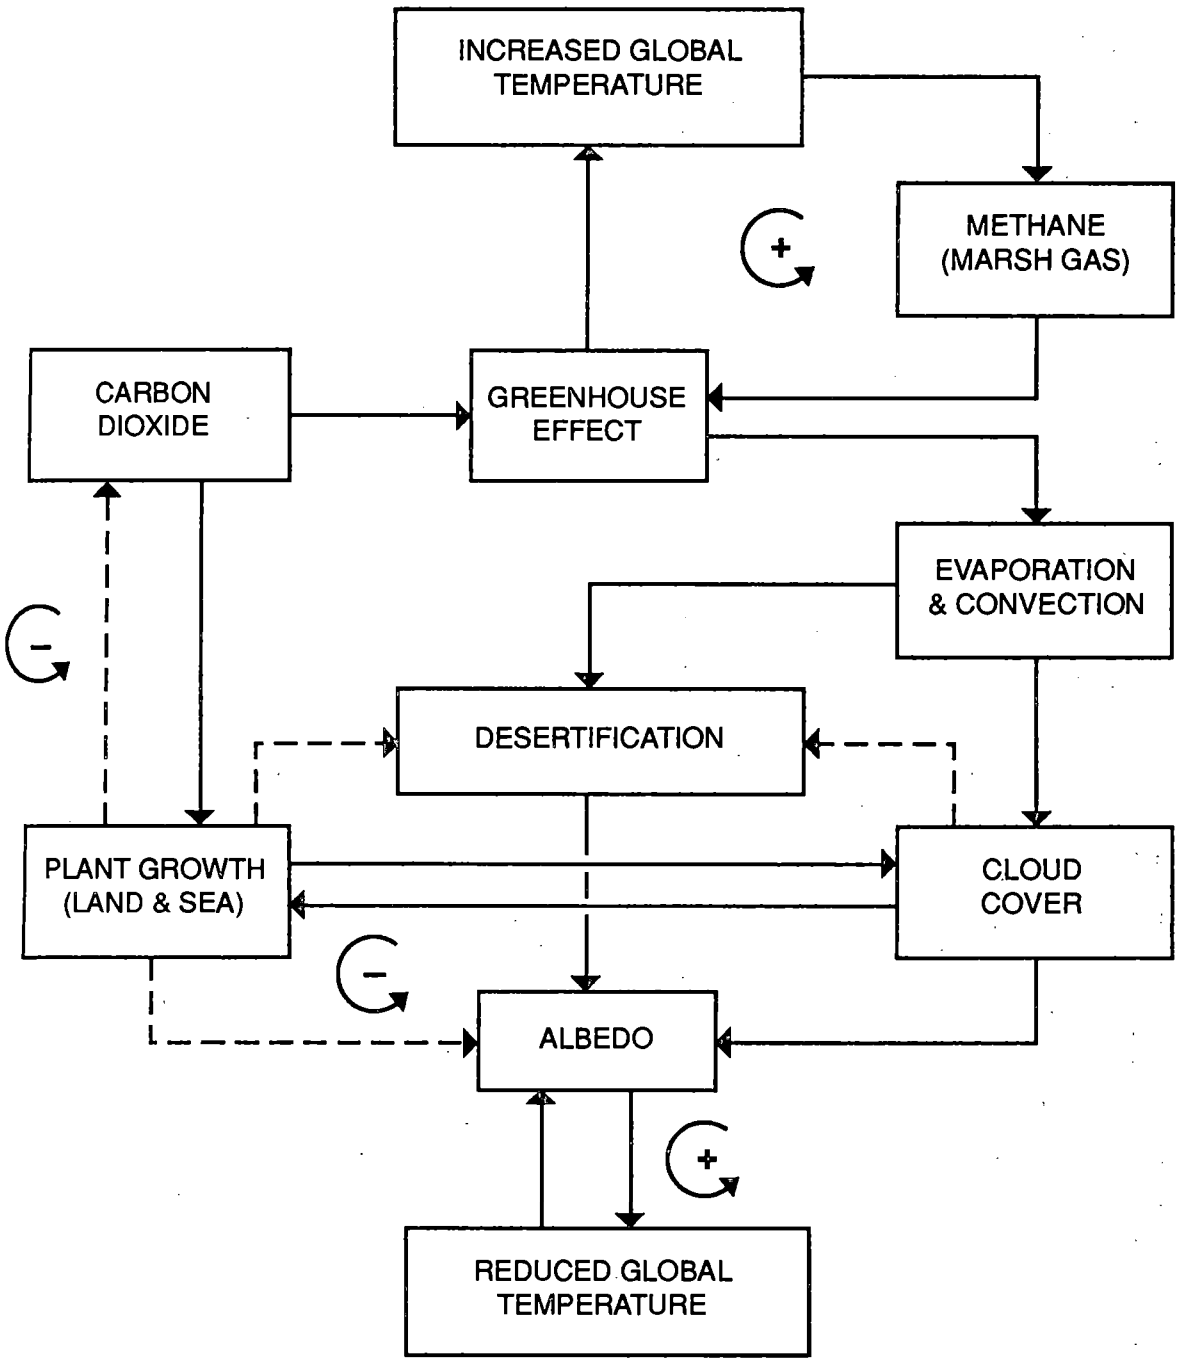 INCREASED GLOBAL
TEMPERATURE
METHANE
(MARSH GAS)
+
CARBON
DIOXIDE
GREENHOUSE
EFFECT
EVAPORATION
& CONVECTION
–
DESERTIFICATION
PLANT GROWTH
(LAND & SEA)
CLOUD
COVER
–
ALBEDO
+
REDUCED GLOBAL
TEMPERATURE